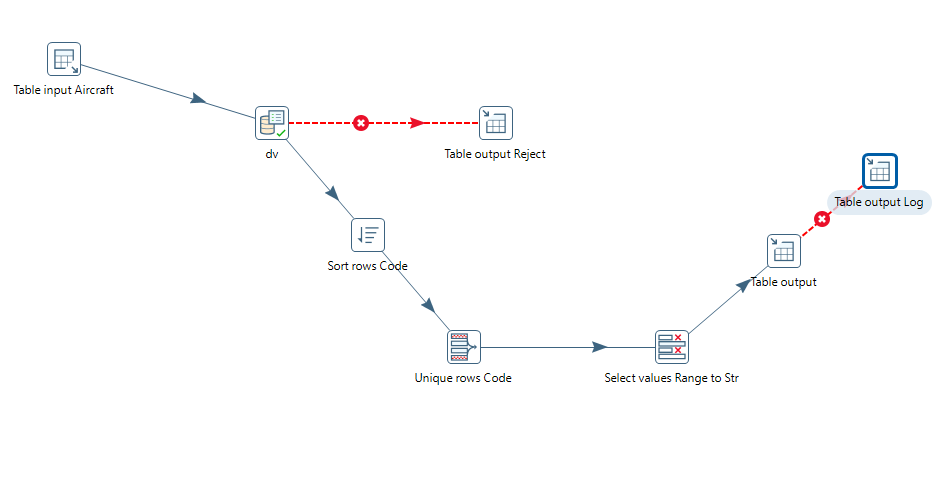 Table input Aircraft
dv
Table output Reject
Table output Log
Sort rows Code
Table output
Unique rows Code
Select values Range to Str